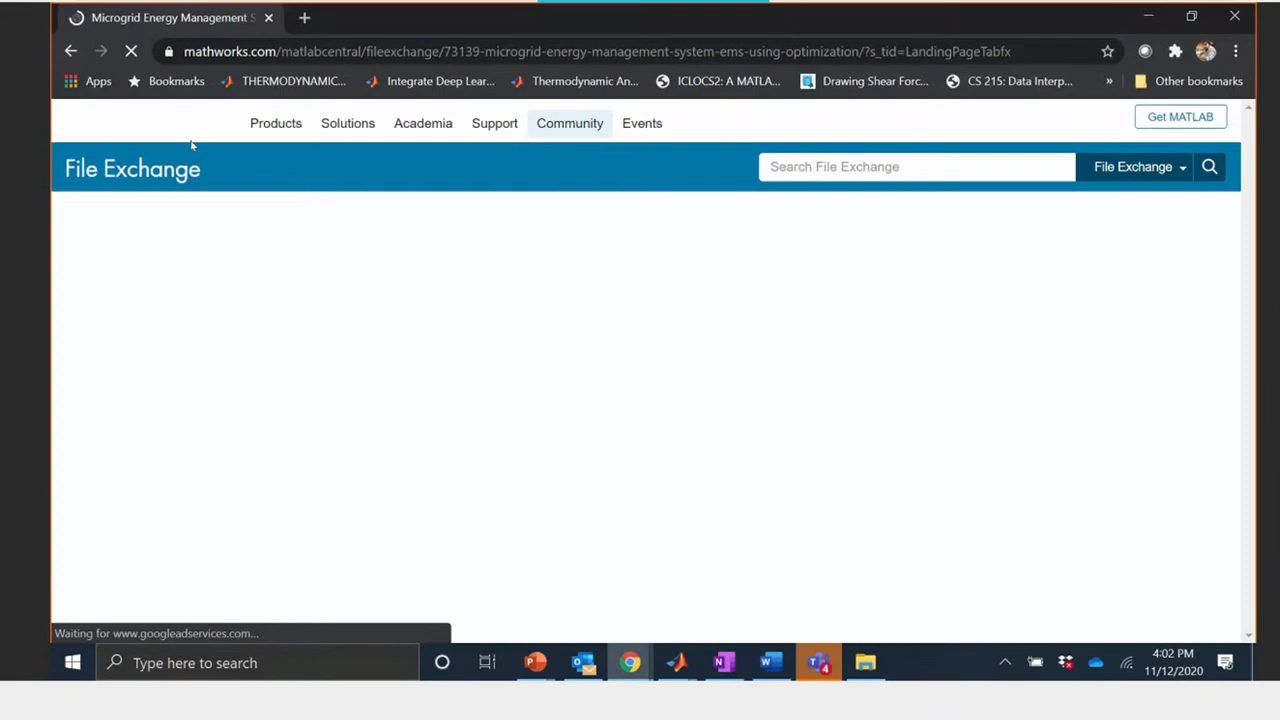 Microgrid Energy Management S
mathworks.com/matlabcentral/fileexchange/73139-microgrid-energy-management-system-ems-using-optimization/?s_tid=LandingPageTabfx
Apps Bookmarks THERMODYNAMIC... Integrate Deep Lear... Thermodynamic An... ICLOCS2: A MATLA... Drawing Shear Forc... CS 215: Data Interp... » Other bookmarks
Products Solutions Academia Support Community Events Get MATLAB
File Exchange Search File Exchange File Exchange
Waiting for www.googleadservices.com...
Type here to search 4 4:02 PM
11/12/2020